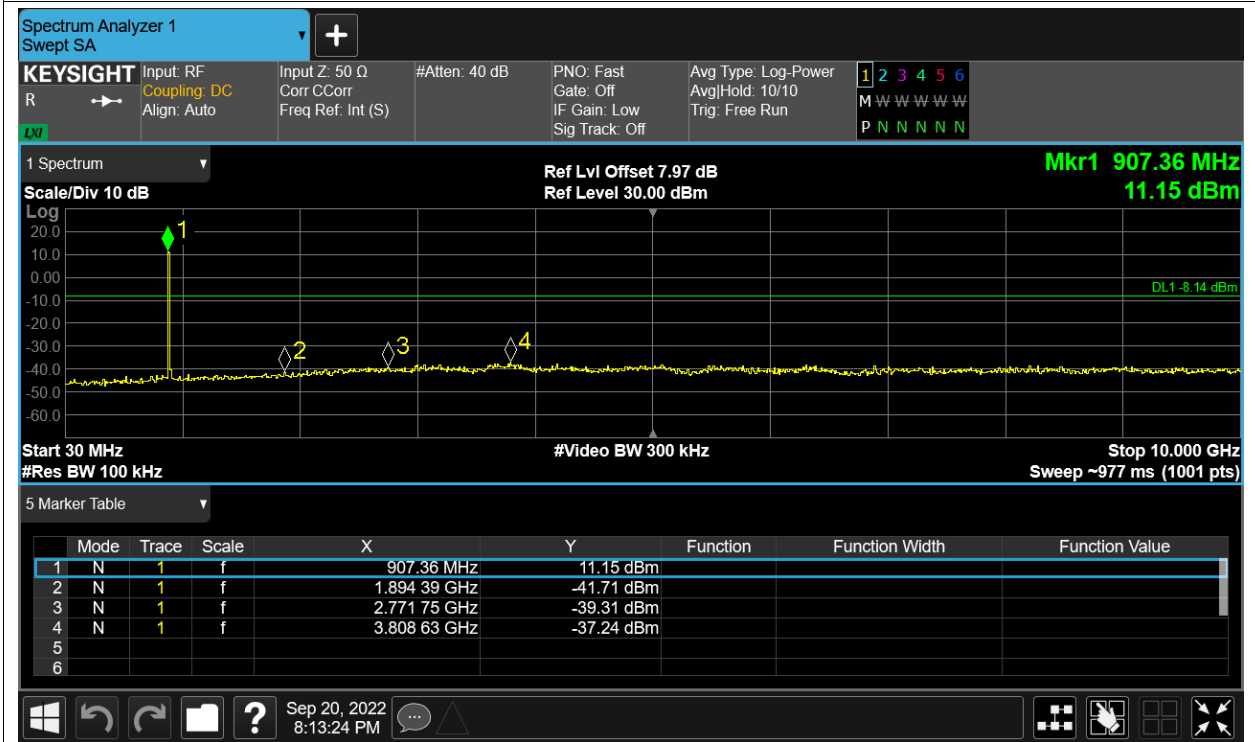 Spectrum Analyzer 1
Swept SA
KEYSIGHT
R
LXI
Input: RF
Coupling: DC
Align: Auto
Input Z: 50 Ω
Corr CCorr
Freq Ref: Int (S)
#Atten: 40 dB
PNO: Fast
Gate: Off
IF Gain: Low
Sig Track: Off
Avg Type: Log-Power
Avg|Hold: 10/10
Trig: Free Run
1 2 3 4 5 6
M W W W W W
P N N N N N
1 Spectrum
Scale/Div 10 dB
Ref Lvl Offset 7.97 dB
Ref Level 30.00 dBm
Mkr1 907.36 MHz
11.15 dBm
Log
20.0
10.0
0.00
-10.0
-20.0
-30.0
-40.0
-50.0
-60.0
1
2
3
4
DL1 -8.14 dBm
Start 30 MHz
#Video BW 300 kHz
Stop 10.000 GHz
#Res BW 100 kHz
Sweep ~977 ms (1001 pts)
5 Marker Table
Mode Trace Scale X Y Function Function Width Function Value
1 N 1 f 907.36 MHz 11.15 dBm
2 N 1 f 1.894 39 GHz -41.71 dBm
3 N 1 f 2.771 75 GHz -39.31 dBm
4 N 1 f 3.808 63 GHz -37.24 dBm
5
6
?
Sep 20, 2022
8:13:24 PM